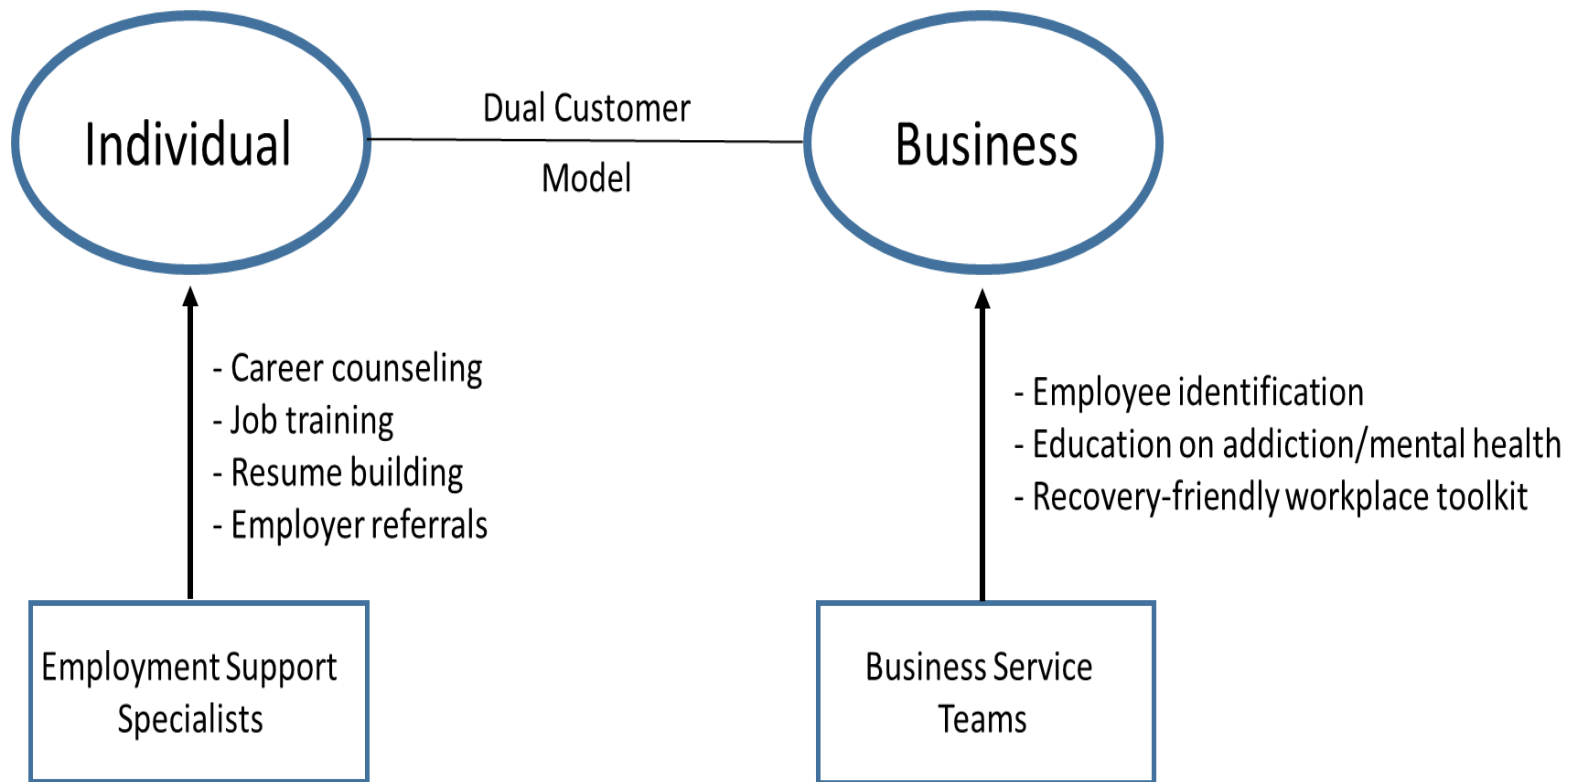 Individual
Dual Customer
Model
Business
- Career counseling
- Job training
- Resume building
- Employer referrals
- Employee identification
- Education on addiction/mental health
- Recovery-friendly workplace toolkit
Employment Support
Specialists
Business Service
Teams